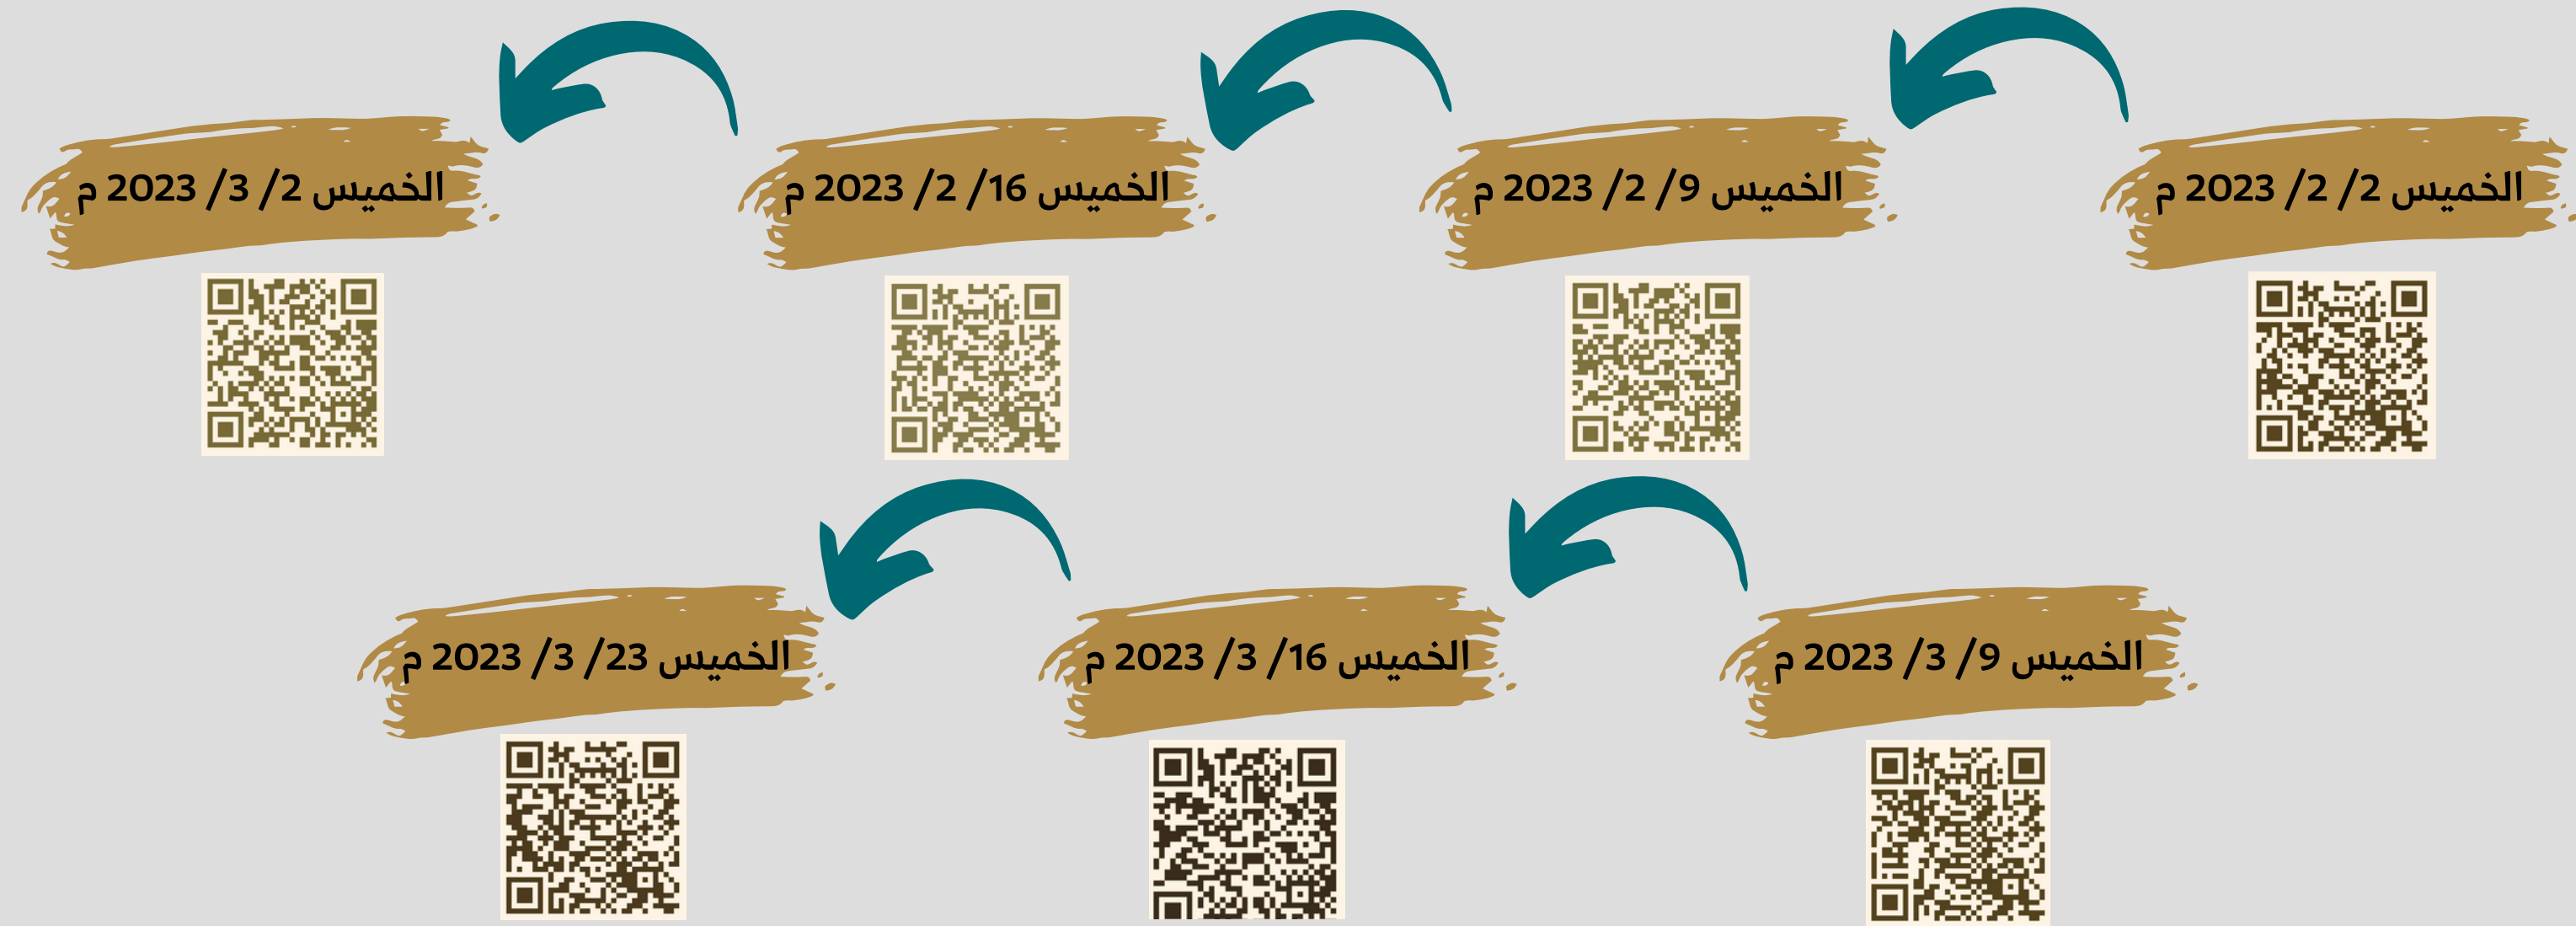 الخميس 2/ 2/ 2023 م
الخميس 9/ 2/ 2023 م
الخميس 16/ 2/ 2023 م
الخميس 2/ 3/ 2023 م
الخميس 9/ 3/ 2023 م
الخميس 16/ 3/ 2023 م
الخميس 23/ 3/ 2023 م